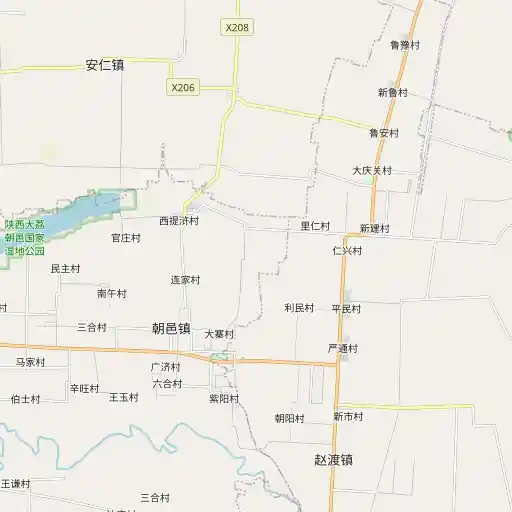 X208
鲁豫村
安仁镇
X206
新鲁村
鲁安村
大庆关村
西提浒村
陕西大荔
朝邑国家
湿地公园
里仁村
新建村
官庄村
仁兴村
民主村
连家村
南午村
村
利民村
平民村
三合村
朝邑镇
大寨村
严通村
马家村
广济村
六合村
辛旺村
伯士村
王玉村
紫阳村
新市村
朝阳村
赵渡镇
王谦村
三合村